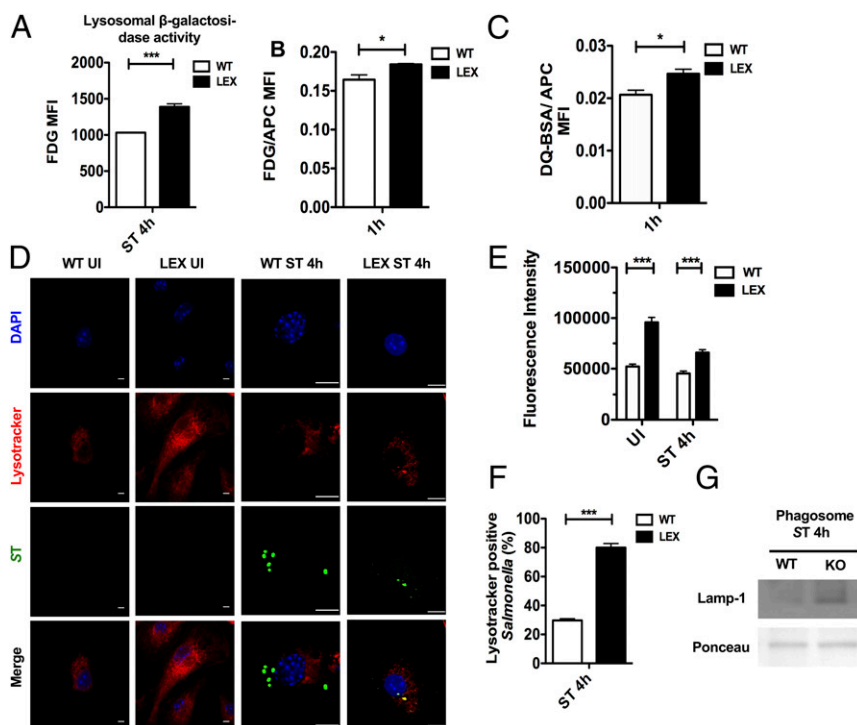 A
Lysosomal β-galactosi-
dase activity
FDG MFI
2000
1500
1000
500
0
***
WT
LEX
ST 4h
B
FDG/APC MFI
0.20
0.15
0.10
0.05
0.00
*
WT
LEX
1h
C
DQ-BSA/ APC
MFI
0.03
0.02
0.01
0.00
*
WT
LEX
1h
D
WT UI
LEX UI
WT ST 4h
LEX ST 4h
DAPI
Lysotracker
ST
Merge
E
Fluorescence Intensity
150000
100000
50000
0
***
***
WT
LEX
UI
ST 4h
F
Lysotracker positive
Salmonella (%)
100
80
60
40
20
0
***
WT
LEX
ST 4h
G
Phagosome
ST 4h
WT
KO
Lamp-1
Ponceau